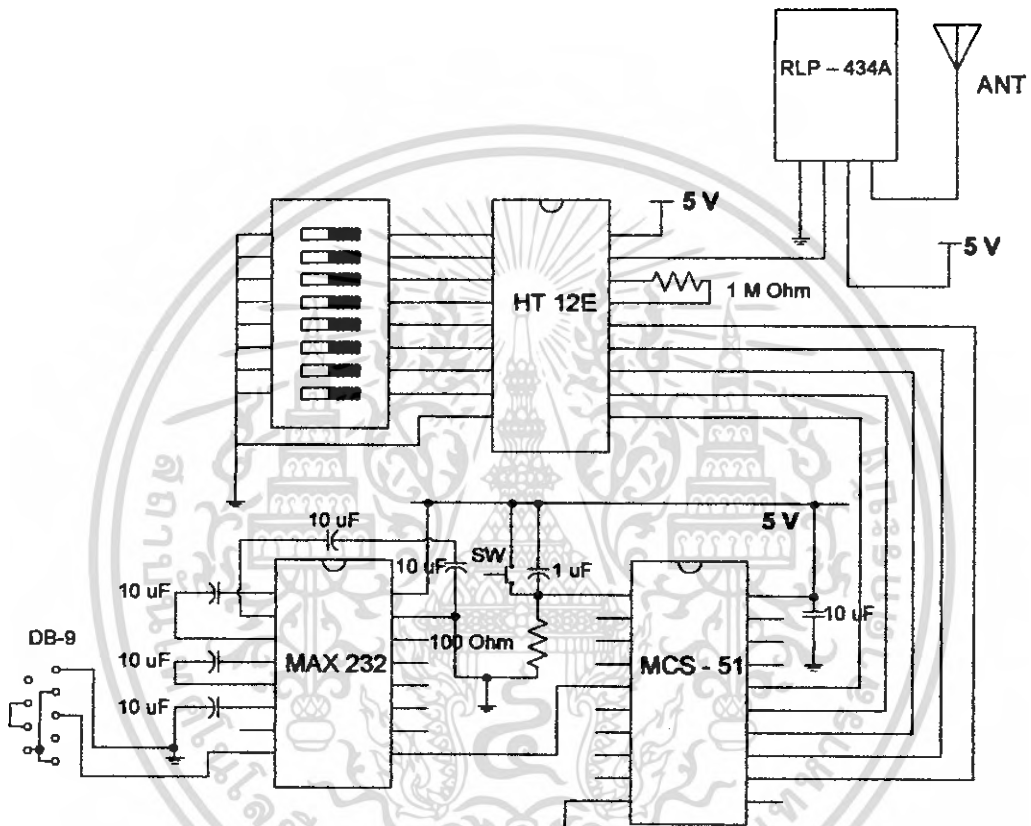 RLP – 434A
ANT
5 V
5 V
HT 12E
1 M Ohm
5 V
10 uF
10 uF
SW
1 uF
10 uF
10 uF
DB-9
100 Ohm
10 uF
MAX 232
MCS - 51
10 uF